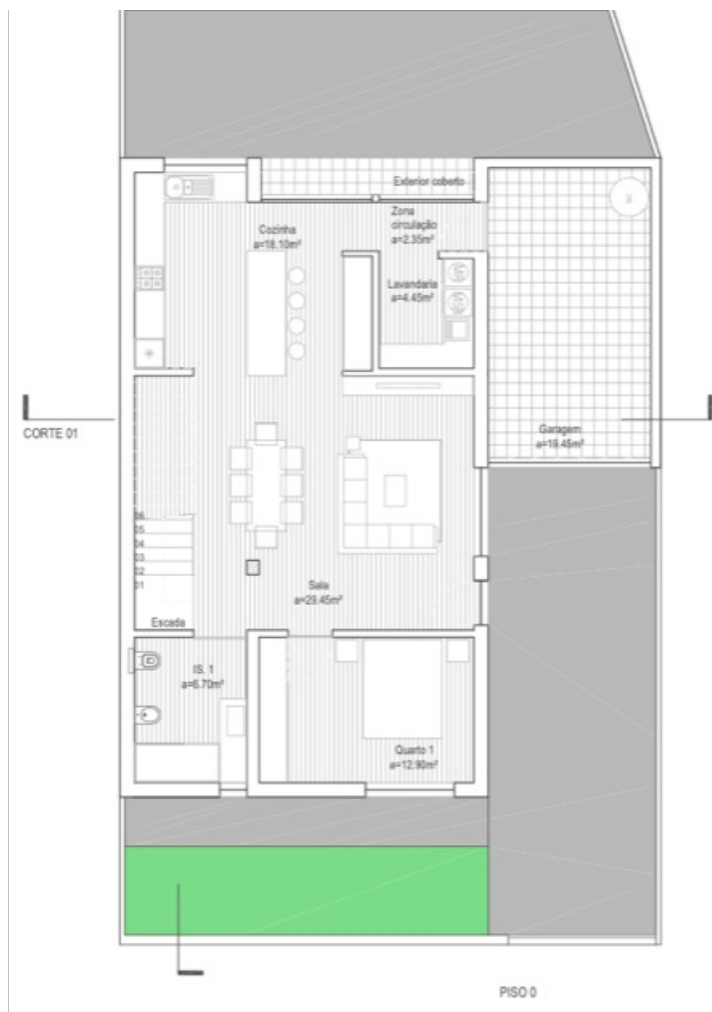 Exterior coberto
Cozinha
a=18.10m²
Zona
circulação
a=2.35m²
Lavandaria
a=4.45m²
CORTE 01
Garagem
a=19.45m²
06
05
04
03
02
01
Sala
a=29.45m²
Escada
IS. 1
a=6.70m²
Quarto 1
a=12.90m²
PISO 0